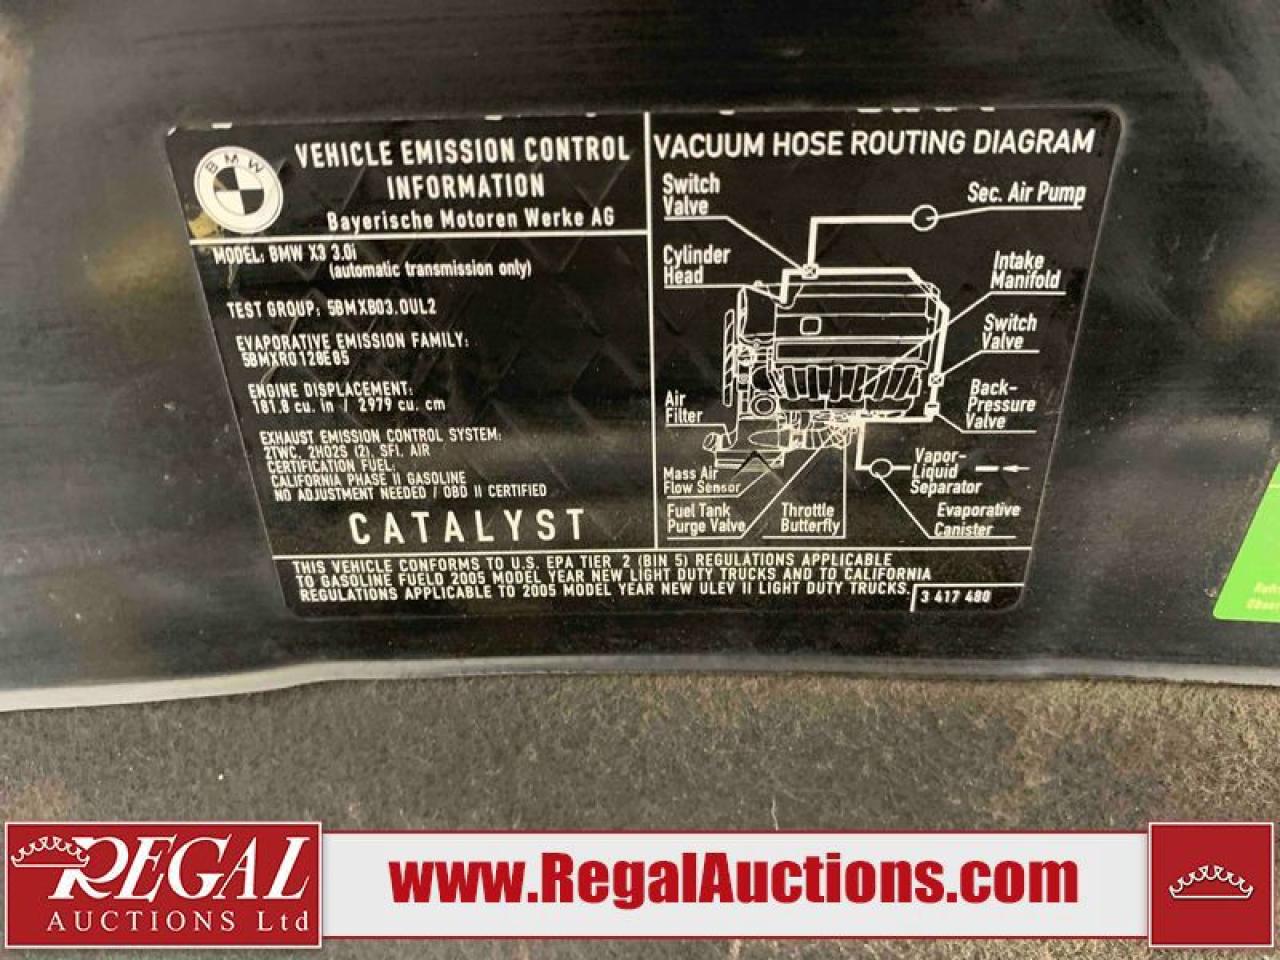 BMW
VEHICLE EMISSION CONTROL
INFORMATION
Bayerische Motoren Werke AG
MODEL: BMW X3 3.0i
(automatic transmission only)
TEST GROUP: 5BMXB03.0UL2
EVAPORATIVE EMISSION FAMILY:
5BMXR0128E85
ENGINE DISPLACEMENT:
181,8 cu. in / 2979 cu. cm
EXHAUST EMISSION CONTROL SYSTEM:
2TWC, 2HO2S (2), SFI, AIR
CERTIFICATION FUEL:
CALIFORNIA PHASE II GASOLINE
NO ADJUSTMENT NEEDED / OBD II CERTIFIED
CATALYST
VACUUM HOSE ROUTING DIAGRAM
Switch
Valve
Sec. Air Pump
Cylinder
Head
Intake
Manifold
Switch
Valve
Air
Filter
Back-
Pressure
Valve
Mass Air
Flow Sensor
Vapor-
Liquid
Separator
Fuel Tank
Purge Valve
Throttle
Butterfly
Evaporative
Canister
THIS VEHICLE CONFORMS TO U.S. EPA TIER 2 (BIN 5) REGULATIONS APPLICABLE
TO GASOLINE FUELD 2005 MODEL YEAR NEW LIGHT DUTY TRUCKS AND TO CALIFORNIA
REGULATIONS APPLICABLE TO 2005 MODEL YEAR NEW ULEV II LIGHT DUTY TRUCKS.
3 417 480
REGAL
AUCTIONS Ltd
www.RegalAuctions.com